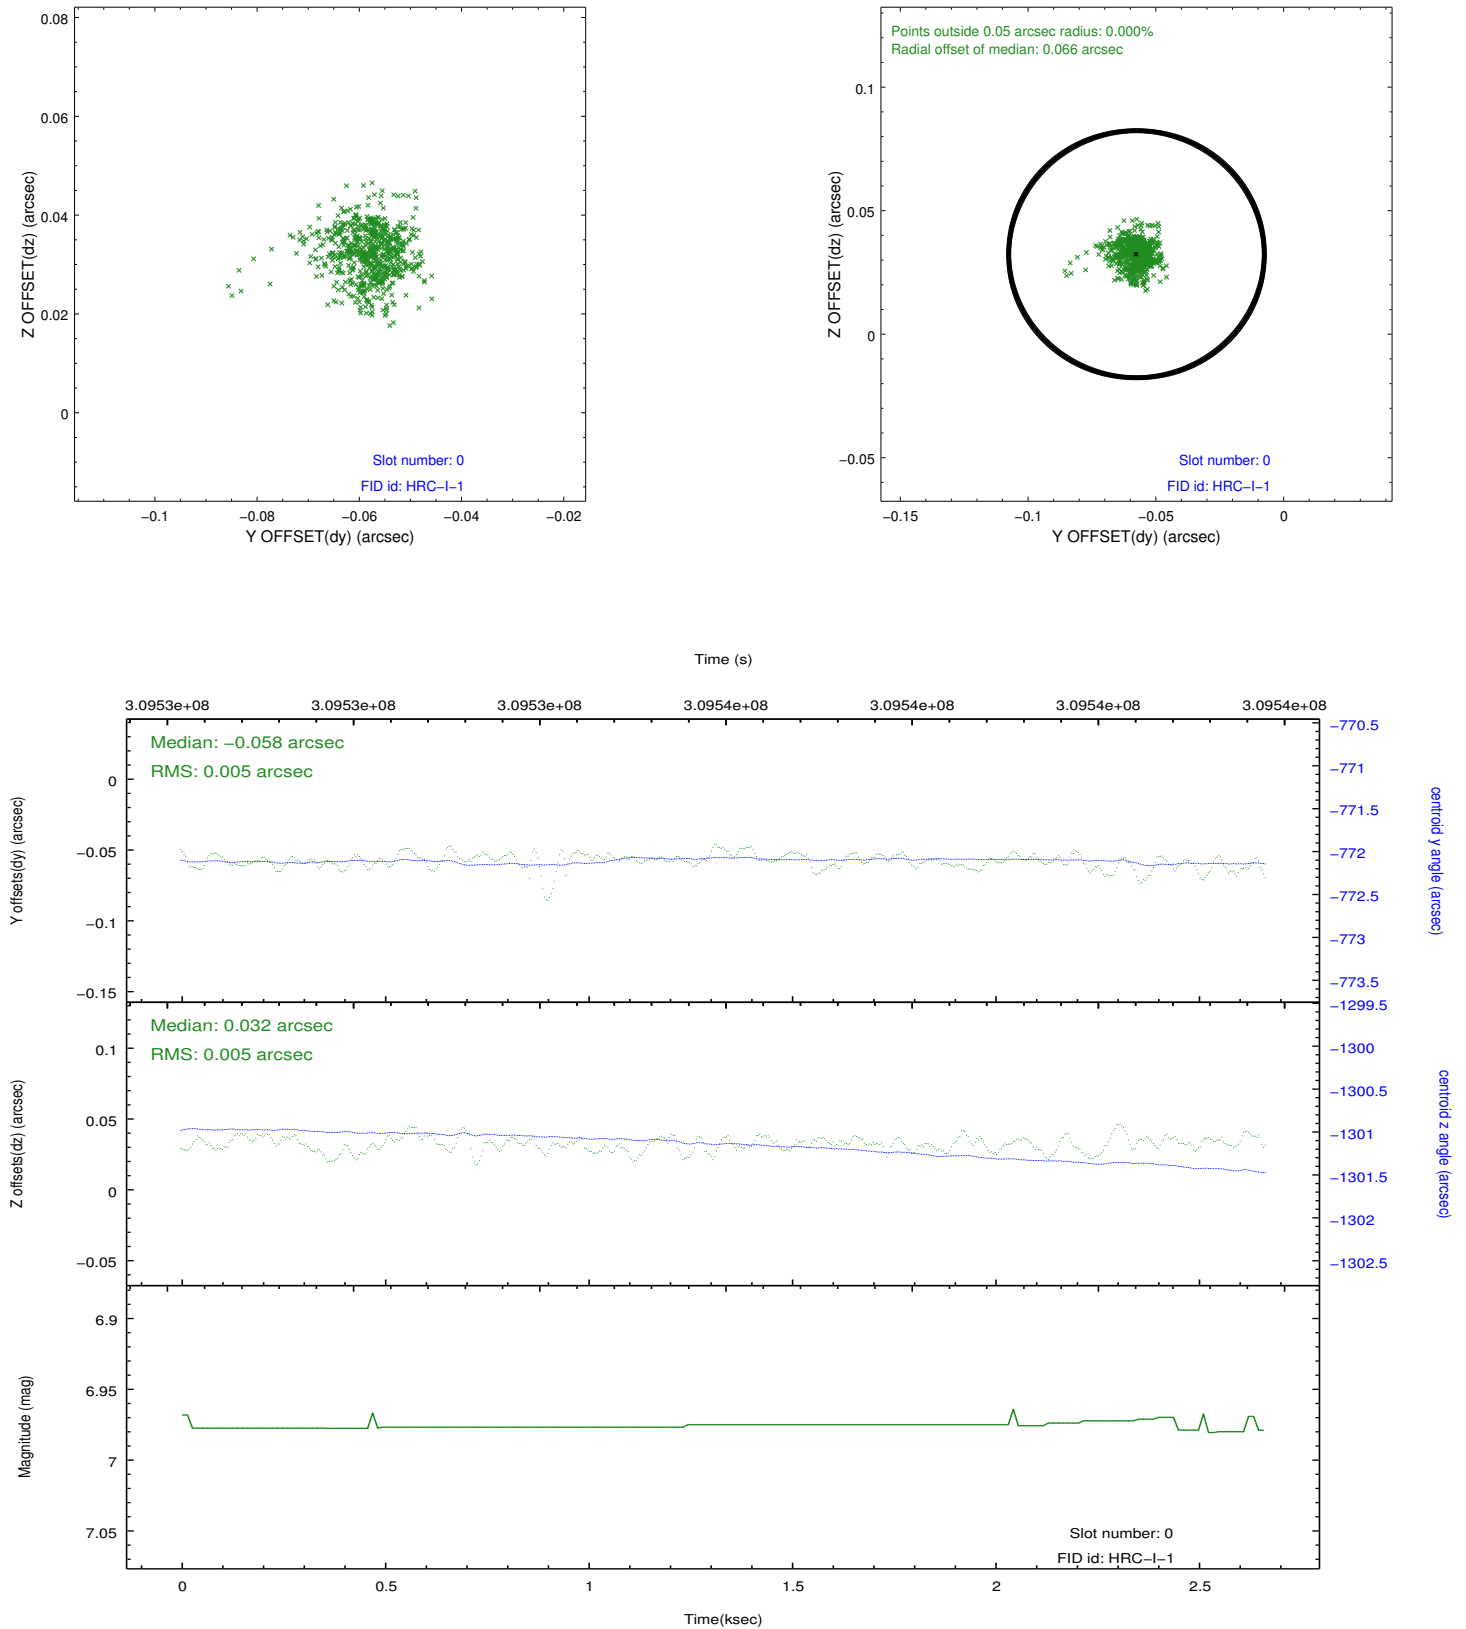 0.08
0.06
0.04
0.02
0
−0.1
−0.08
−0.06
−0.04
−0.02
Z OFFSET(dz) (arcsec)
Y OFFSET(dy) (arcsec)
Slot number: 0
FID id: HRC−I−1
Points outside 0.05 arcsec radius: 0.000%
Radial offset of median: 0.066 arcsec
0.1
0.05
0
−0.05
−0.15
−0.1
−0.05
0
Z OFFSET(dz) (arcsec)
Y OFFSET(dy) (arcsec)
Slot number: 0
FID id: HRC−I−1
Time (s)
3.0953e+08
3.0953e+08
3.0953e+08
3.0954e+08
3.0954e+08
3.0954e+08
3.0954e+08
Median: −0.058 arcsec
RMS: 0.005 arcsec
0
−0.05
−0.1
−0.15
Y offsets(dy) (arcsec)
−770.5
−771
−771.5
−772
−772.5
−773
−773.5
centroid y angle (arcsec)
Median: 0.032 arcsec
RMS: 0.005 arcsec
0.1
0.05
0
−0.05
Z offsets(dz) (arcsec)
−1299.5
−1300
−1300.5
−1301
−1301.5
−1302
−1302.5
centroid z angle (arcsec)
6.9
6.95
7
7.05
Magnitude (mag)
Slot number: 0
FID id: HRC−I−1
0
0.5
1
1.5
2
2.5
Time(ksec)